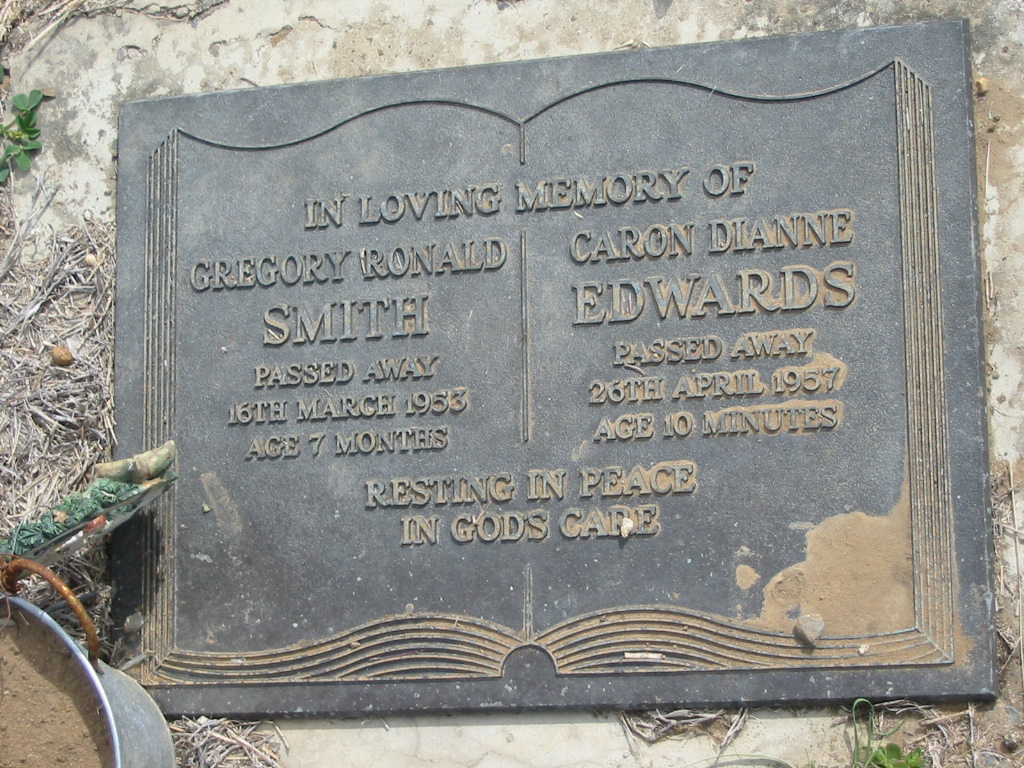 IN LOVING MEMORY OF
GREGORY RONALD
SMITH
PASSED AWAY
16TH MARCH 1953
AGE 7 MONTHS
CARON DIANNE
EDWARDS
PASSED AWAY
26TH APRIL 1957
AGE 10 MINUTES
RESTING IN PEACE
IN GODS CARE